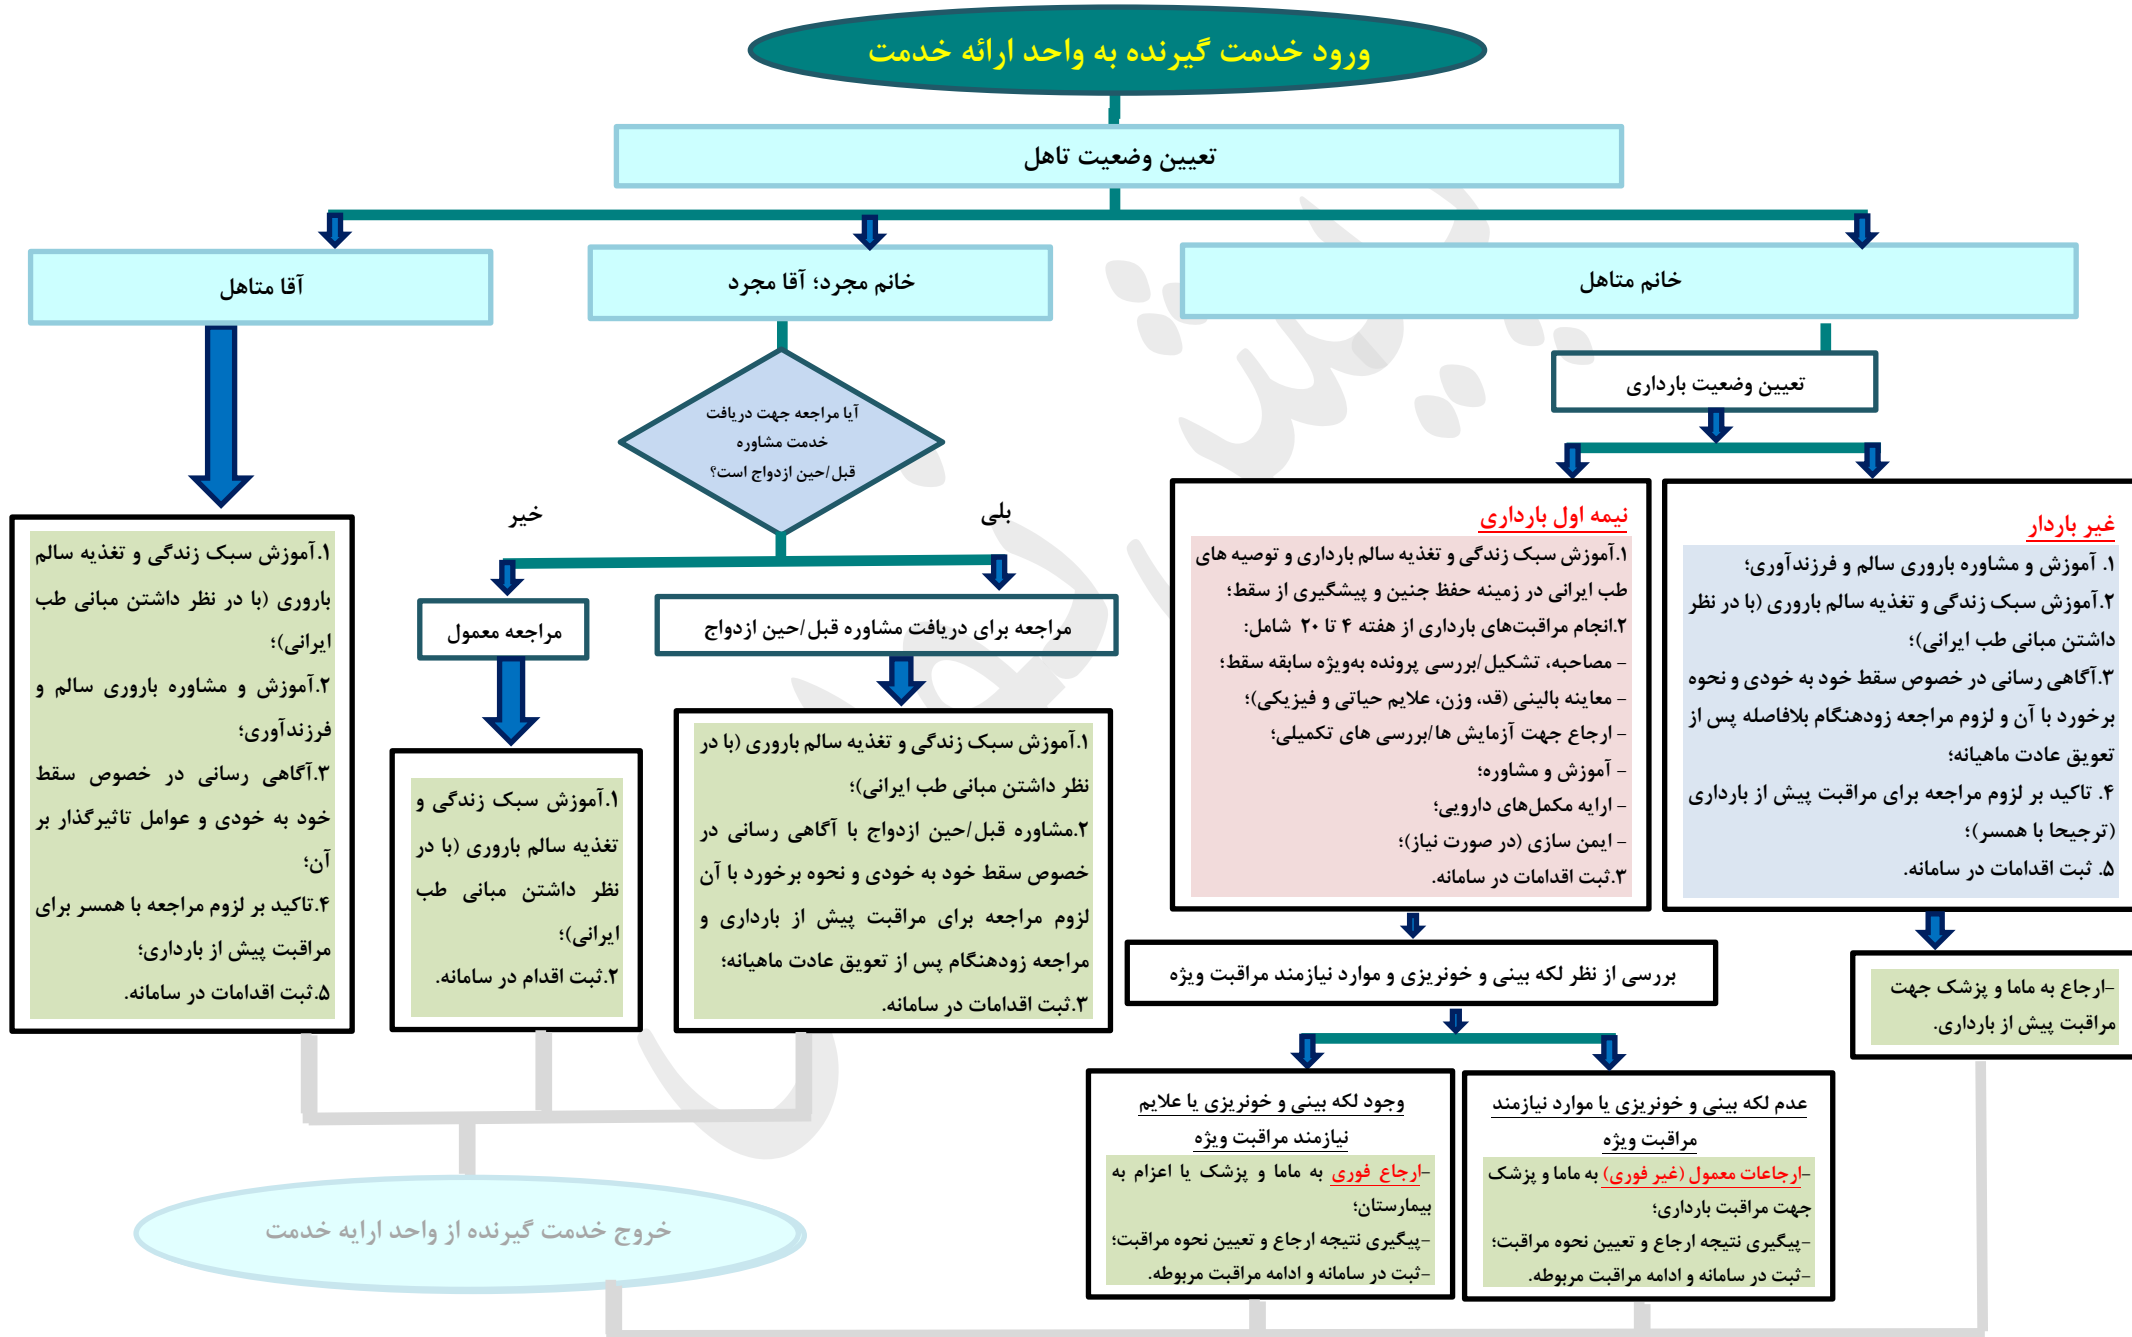 ورود خدمت گیرنده به واحد ارائه خدمت
تعیین وضعیت تاهل
خانم متاهل
خانم مجرد؛ آقا مجرد
آقا متاهل
تعیین وضعیت بارداری
آیا مراجعه جهت دریافت
خدمت مشاوره
قبل/حین ازدواج است؟
بلی
خیر
غیر باردار
۱. آموزش و مشاوره باروری سالم و فرزندآوری؛
۲.آموزش سبک زندگی و تغذیه سالم باروری (با در نظر
داشتن مبانی طب ایرانی)؛
۳.آگاهی رسانی در خصوص سقط خود به خودی و نحوه
برخورد با آن و لزوم مراجعه زودهنگام بلافاصله پس از
تعویق عادت ماهیانه؛
۴. تاکید بر لزوم مراجعه برای مراقبت پیش از بارداری
(ترجیحا با همسر)؛
۵. ثبت اقدامات در سامانه.
نیمه اول بارداری
۱.آموزش سبک زندگی و تغذیه سالم بارداری و توصیه های
طب ایرانی در زمینه حفظ جنین و پیشگیری از سقط؛
۲.انجام مراقبت‌های بارداری از هفته ۴ تا ۲۰ شامل:
- مصاحبه، تشکیل/بررسی پرونده به‌ویژه سابقه سقط؛
- معاینه بالینی (قد، وزن، علایم حیاتی و فیزیکی)؛
- ارجاع جهت آزمایش ها/بررسی های تکمیلی؛
- آموزش و مشاوره؛
- ارایه مکمل‌های دارویی؛
- ایمن سازی (در صورت نیاز)؛
۳.ثبت اقدامات در سامانه.
مراجعه برای دریافت مشاوره قبل/حین ازدواج
مراجعه معمول
۱.آموزش سبک زندگی و تغذیه سالم باروری (با در
نظر داشتن مبانی طب ایرانی)؛
۲.مشاوره قبل/حین ازدواج با آگاهی رسانی در
خصوص سقط خود به خودی و نحوه برخورد با آن
لزوم مراجعه برای مراقبت پیش از بارداری و
مراجعه زودهنگام پس از تعویق عادت ماهیانه؛
۳.ثبت اقدامات در سامانه.
۱.آموزش سبک زندگی و
تغذیه سالم باروری (با در
نظر داشتن مبانی طب
ایرانی)؛
۲.ثبت اقدام در سامانه.
۱.آموزش سبک زندگی و تغذیه سالم
باروری (با در نظر داشتن مبانی طب
ایرانی)؛
۲.آموزش و مشاوره باروری سالم و
فرزندآوری؛
۳.آگاهی رسانی در خصوص سقط
خود به خودی و عوامل تاثیرگذار بر
آن؛
۴.تاکید بر لزوم مراجعه با همسر برای
مراقبت پیش از بارداری؛
۵.ثبت اقدامات در سامانه.
-ارجاع به ماما و پزشک جهت
مراقبت پیش از بارداری.
بررسی از نظر لکه بینی و خونریزی و موارد نیازمند مراقبت ویژه
عدم لکه بینی و خونریزی یا موارد نیازمند
مراقبت ویژه
-ارجاعات معمول (غیر فوری) به ماما و پزشک
جهت مراقبت بارداری؛
-پیگیری نتیجه ارجاع و تعیین نحوه مراقبت؛
-ثبت در سامانه و ادامه مراقبت مربوطه.
وجود لکه بینی و خونریزی یا علایم
نیازمند مراقبت ویژه
-ارجاع فوری به ماما و پزشک یا اعزام به
بیمارستان؛
-پیگیری نتیجه ارجاع و تعیین نحوه مراقبت؛
-ثبت در سامانه و ادامه مراقبت مربوطه.
خروج خدمت گیرنده از واحد ارایه خدمت